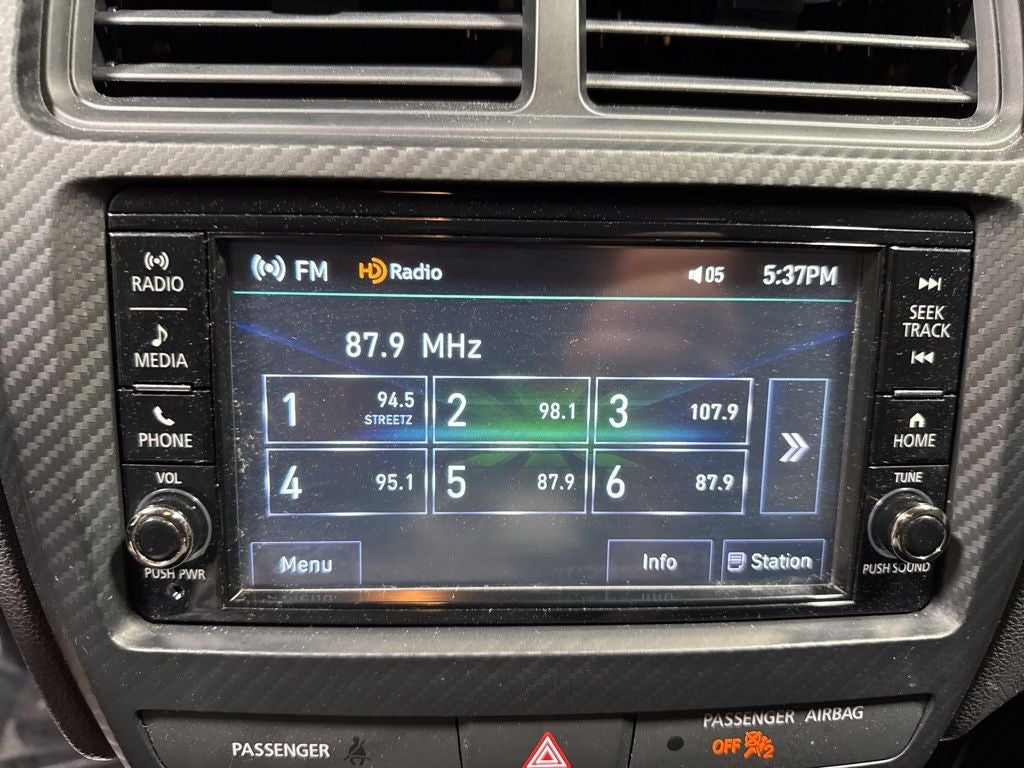 RADIO
MEDIA
PHONE
VOL
PUSH PWR
FM HD Radio 05 5:37PM
87.9 MHz
1 94.5 STREETZ
2 98.1
3 107.9
4 95.1
5 87.9
6 87.9
Menu Info Station
SEEK
TRACK
HOME
TUNE
PUSH SOUND
PASSENGER
PASSENGER AIRBAG
OFF 2